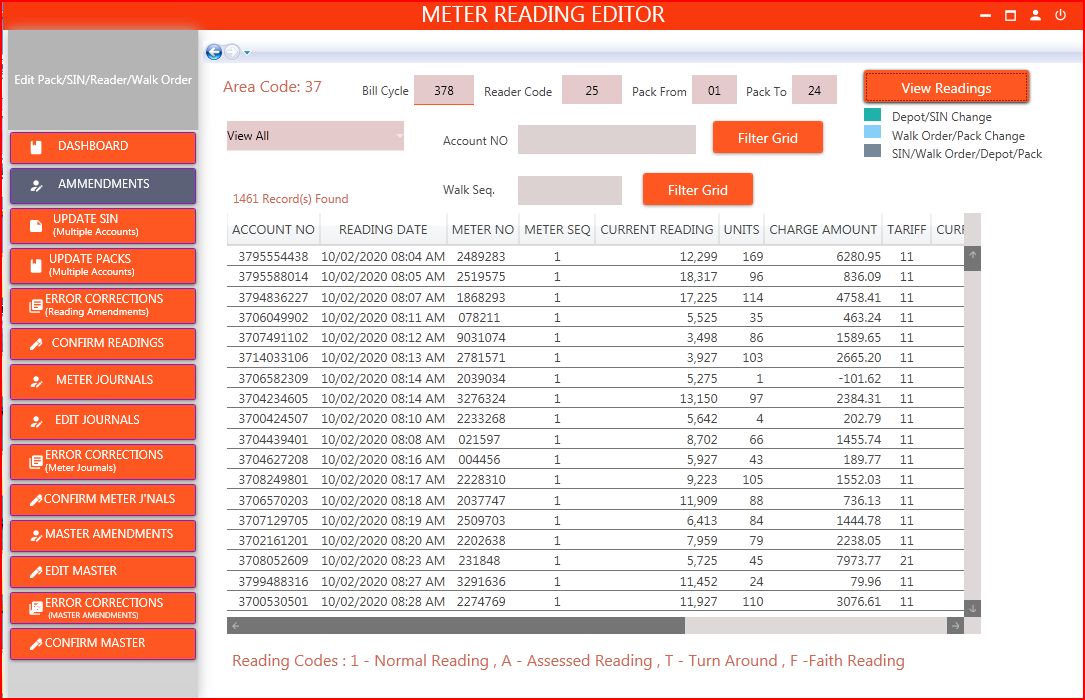 METER READING EDITOR
Edit Pack/SIN/Reader/Walk Order
DASHBOARD
AMMENDMENTS
UPDATE SIN
(Multiple Accounts)
UPDATE PACKS
(Multiple Accounts)
ERROR CORRECTIONS
(Reading Amendments)
CONFIRM READINGS
METER JOURNALS
EDIT JOURNALS
ERROR CORRECTIONS
(Meter Journals)
CONFIRM METER J'NALS
MASTER AMENDMENTS
EDIT MASTER
ERROR CORRECTIONS
(MASTER AMENDMENTS)
CONFIRM MASTER
Area Code: 37 Bill Cycle 378 Reader Code 25 Pack From 01 Pack To 24 View Readings
Depot/SIN Change
Walk Order/Pack Change
SIN/Walk Order/Depot/Pack
View All Account NO Filter Grid
1461 Record(s) Found Walk Seq. Filter Grid
ACCOUNT NO READING DATE METER NO METER SEQ CURRENT READING UNITS CHARGE AMOUNT TARIFF CURR
3795554438 10/02/2020 08:04 AM 2489283 1 12,299 169 6280.95 11
3795588014 10/02/2020 08:05 AM 2519575 1 18,317 96 836.09 11
3794836227 10/02/2020 08:07 AM 1868293 1 17,225 114 4758.41 11
3706049902 10/02/2020 08:11 AM 078211 1 5,525 35 463.24 11
3707491102 10/02/2020 08:12 AM 9031074 1 3,498 86 1589.65 11
3714033106 10/02/2020 08:13 AM 2781571 1 3,927 103 2665.20 11
3706582309 10/02/2020 08:14 AM 2039034 1 5,275 1 -101.62 11
3704234605 10/02/2020 08:14 AM 3276324 1 13,150 97 2384.31 11
3700424507 10/02/2020 08:10 AM 2233268 1 5,642 4 202.79 11
3704439401 10/02/2020 08:08 AM 021597 1 8,702 66 1455.74 11
3704627208 10/02/2020 08:16 AM 004456 1 5,927 43 189.77 11
3708249801 10/02/2020 08:17 AM 2228310 1 9,223 105 1552.03 11
3706570203 10/02/2020 08:18 AM 2037747 1 11,909 88 736.13 11
3707129705 10/02/2020 08:19 AM 2509703 1 6,413 84 1444.78 11
3702161201 10/02/2020 08:20 AM 2202638 1 7,959 79 2238.05 11
3708052609 10/02/2020 08:23 AM 231848 1 5,725 45 7973.77 21
3799488316 10/02/2020 08:27 AM 3291636 1 11,452 24 79.96 11
3700530501 10/02/2020 08:28 AM 2274769 1 11,927 110 3076.61 11
Reading Codes : 1 - Normal Reading , A - Assessed Reading , T - Turn Around , F -Faith Reading